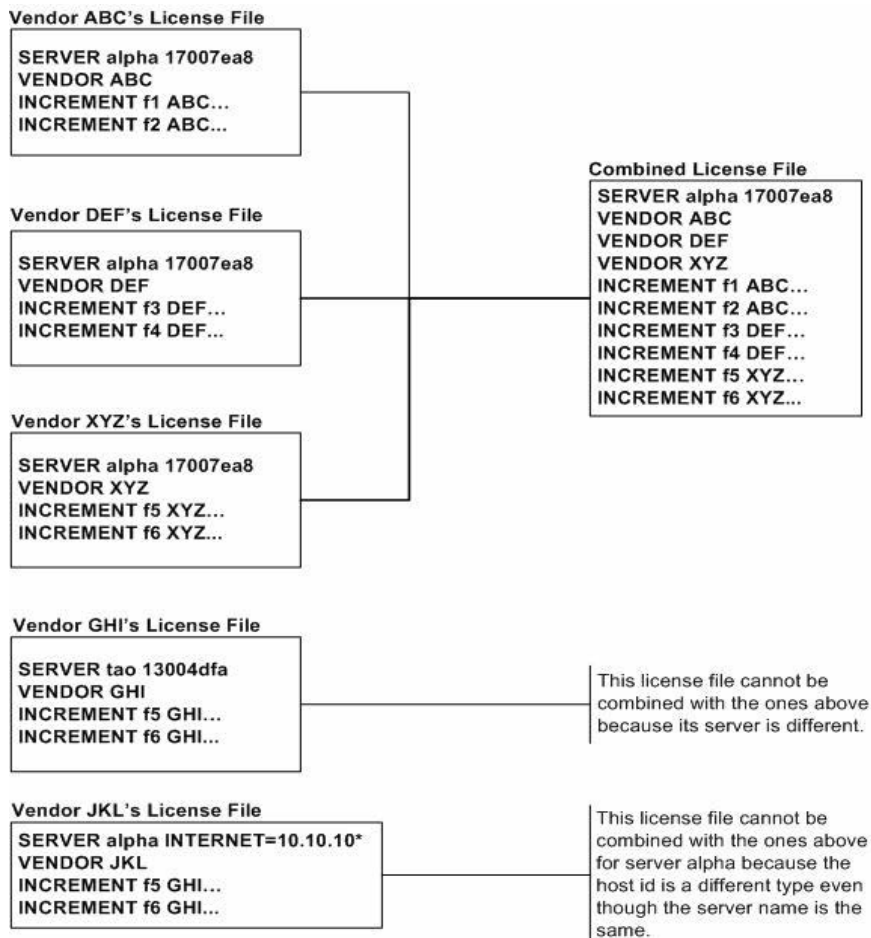 Vendor ABC's License File
SERVER alpha 17007ea8
VENDOR ABC
INCREMENT f1 ABC...
INCREMENT f2 ABC...
Vendor DEF's License File
SERVER alpha 17007ea8
VENDOR DEF
INCREMENT f3 DEF...
INCREMENT f4 DEF...
Vendor XYZ's License File
SERVER alpha 17007ea8
VENDOR XYZ
INCREMENT f5 XYZ...
INCREMENT f6 XYZ...
Combined License File
SERVER alpha 17007ea8
VENDOR ABC
VENDOR DEF
VENDOR XYZ
INCREMENT f1 ABC...
INCREMENT f2 ABC...
INCREMENT f3 DEF...
INCREMENT f4 DEF...
INCREMENT f5 XYZ...
INCREMENT f6 XYZ...
Vendor GHI's License File
SERVER tao 13004dfa
VENDOR GHI
INCREMENT f5 GHI...
INCREMENT f6 GHI...
This license file cannot be
combined with the ones above
because its server is different.
Vendor JKL's License File
SERVER alpha INTERNET=10.10.10*
VENDOR JKL
INCREMENT f5 GHI...
INCREMENT f6 GHI...
This license file cannot be
combined with the ones above
for server alpha because the
host id is a different type even
though the server name is the
same.